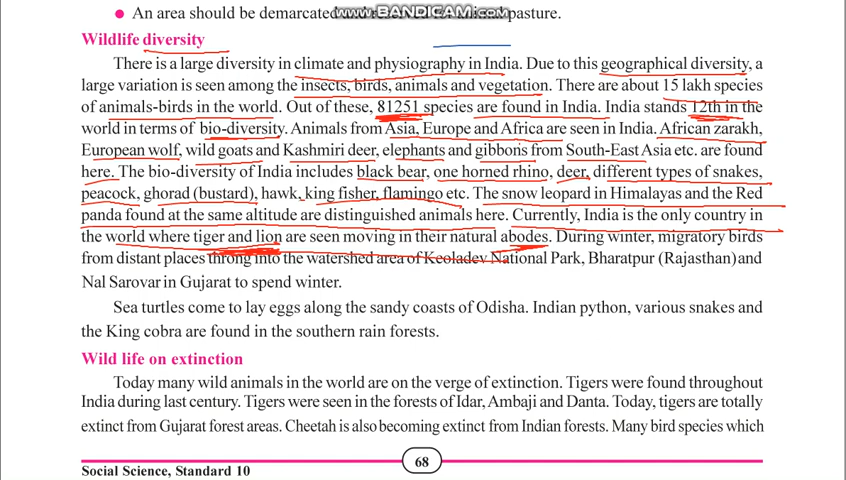 www.BANDICAM.com
• An area should be demarcated pasture.
Wildlife diversity
There is a large diversity in climate and physiography in India. Due to this geographical diversity, a
large variation is seen among the insects, birds, animals and vegetation. There are about 15 lakh species
of animals-birds in the world. Out of these, 81251 species are found in India. India stands 12th in the
world in terms of bio-diversity. Animals from Asia, Europe and Africa are seen in India. African zarakh,
European wolf, wild goats and Kashmiri deer, elephants and gibbons from South-East Asia etc. are found
here. The bio-diversity of India includes black bear, one horned rhino, deer, different types of snakes,
peacock, ghorad (bustard), hawk, king fisher, flamingo etc. The snow leopard in Himalayas and the Red
panda found at the same altitude are distinguished animals here. Currently, India is the only country in
the world where tiger and lion are seen moving in their natural abodes. During winter, migratory birds
from distant places throng into the watershed area of Keoladev National Park, Bharatpur (Rajasthan) and
Nal Sarovar in Gujarat to spend winter.
Sea turtles come to lay eggs along the sandy coasts of Odisha. Indian python, various snakes and
the King cobra are found in the southern rain forests.
Wild life on extinction
Today many wild animals in the world are on the verge of extinction. Tigers were found throughout
India during last century. Tigers were seen in the forests of Idar, Ambaji and Danta. Today, tigers are totally
extinct from Gujarat forest areas. Cheetah is also becoming extinct from Indian forests. Many bird species which
68
Social Science, Standard 10